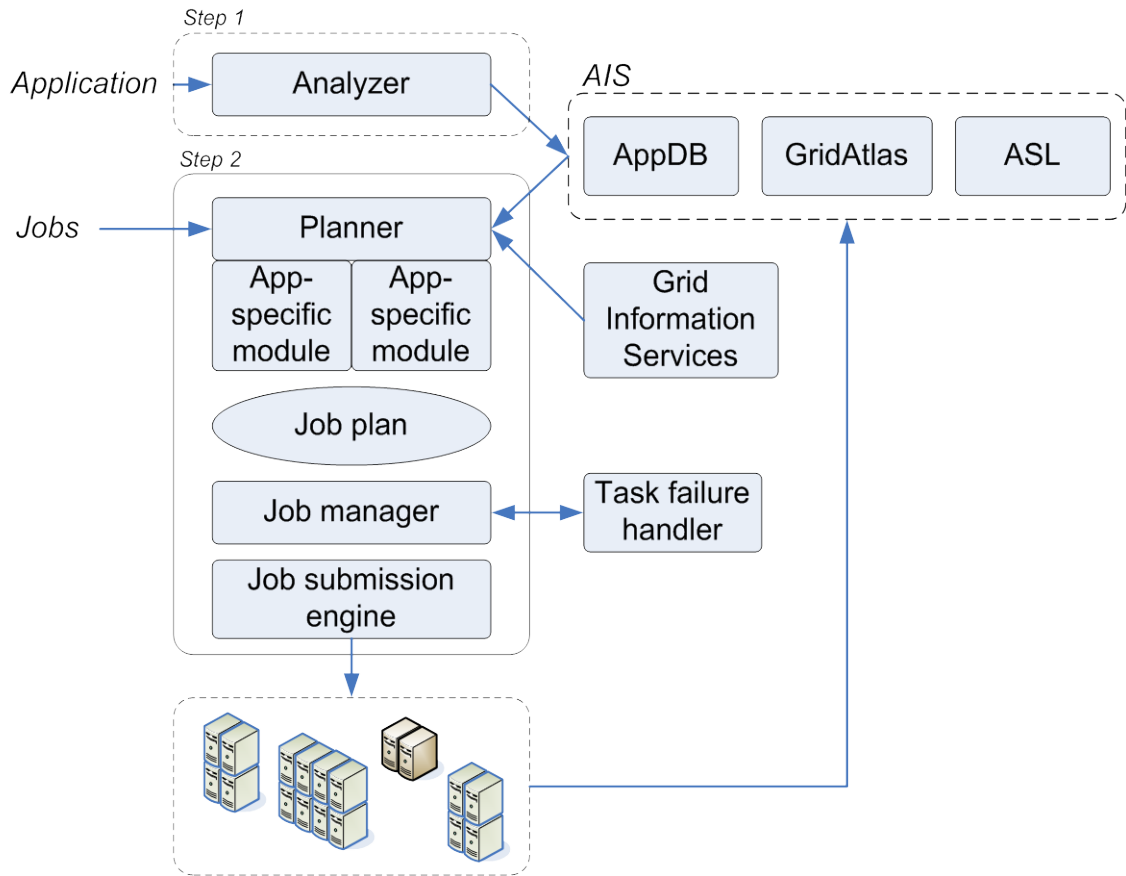 Step 1
Application
Analyzer
AIS
AppDB
GridAtlas
ASL
Step 2
Jobs
Planner
App-
specific
module
App-
specific
module
Grid
Information
Services
Job plan
Job manager
Task failure
handler
Job submission
engine